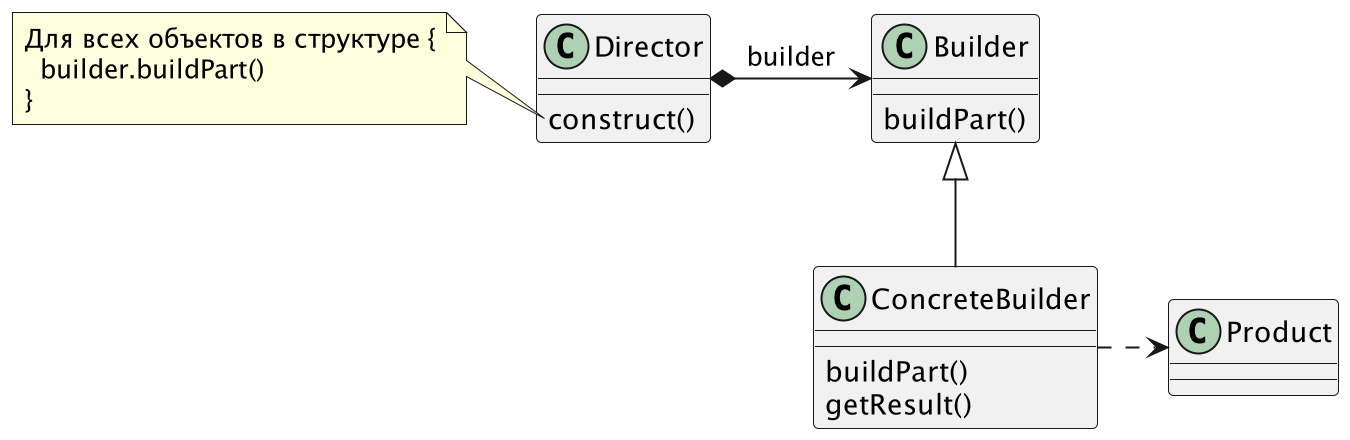 Для всех объектов в структуре {
builder.buildPart()
}
C Director
construct()
builder
C Builder
buildPart()
C ConcreteBuilder
buildPart()
getResult()
C Product